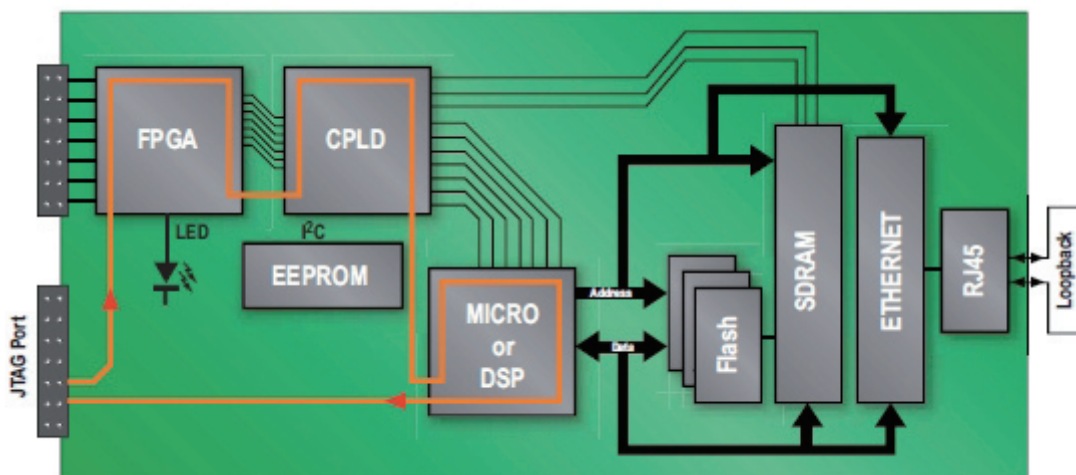 FPGA
CPLD
LED
I²C
EEPROM
MICRO
or
DSP
Address
Data
Flash
SDRAM
ETHERNET
RJ45
Loopback
JTAG Port